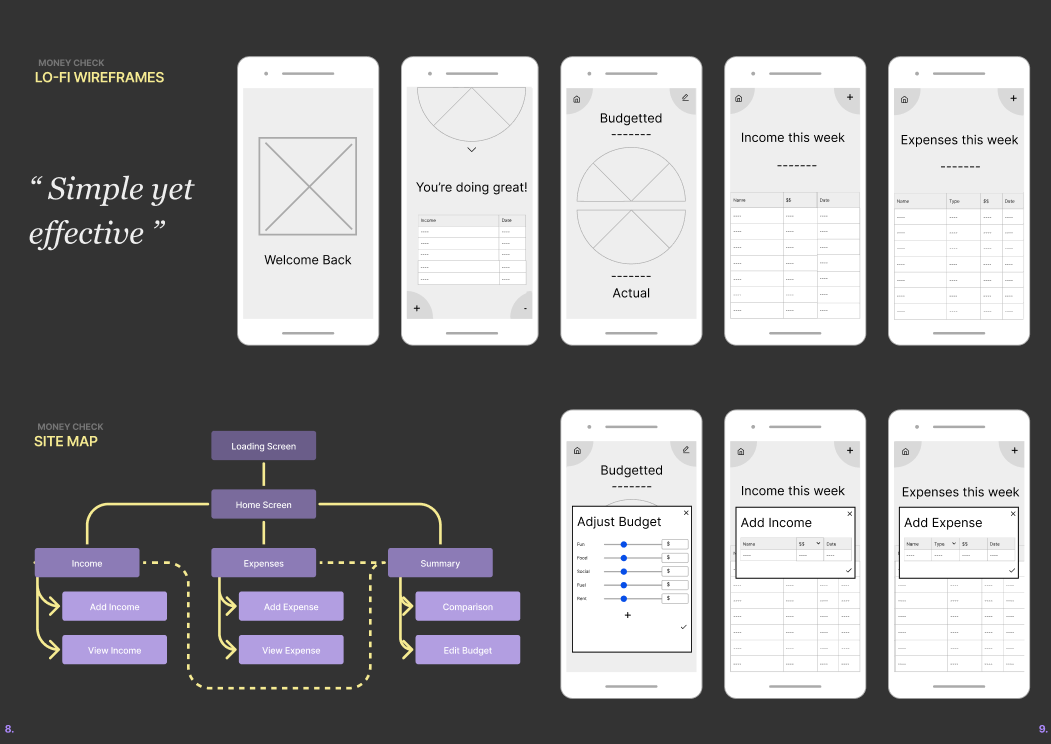 MONEY CHECK
LO-FI WIREFRAMES
“ Simple yet
effective ”
Welcome Back
You’re doing great!
Income Date
---- ----
---- ----
---- ----
---- ----
---- ----
+ -
Budgetted
-------
-------
Actual
+
Income this week
-------
Name $$ Date
---- ---- ----
---- ---- ----
---- ---- ----
---- ---- ----
---- ---- ----
---- ---- ----
---- ---- ----
+
Expenses this week
-------
Name Type $$ Date
---- ---- ---- ----
---- ---- ---- ----
---- ---- ---- ----
---- ---- ---- ----
---- ---- ---- ----
---- ---- ---- ----
---- ---- ---- ----
MONEY CHECK
SITE MAP
Loading Screen
Home Screen
Income
Expenses
Summary
Add Income
Add Expense
Comparison
View Income
View Expense
Edit Budget
Budgetted
-------
Adjust Budget
Fun $
Food $
Social $
Fuel $
Rent $
+
+
Income this week
Add Income
Name $$ Date
---- ---- ----
---- ---- ---- ----
---- ---- ---- ----
---- ---- ---- ----
---- ---- ---- ----
---- ---- ---- ----
---- ---- ---- ----
+
Expenses this week
Add Expense
Name Type $$ Date
---- ---- ---- ----
---- ---- ---- ----
---- ---- ---- ----
---- ---- ---- ----
---- ---- ---- ----
---- ---- ---- ----
---- ---- ---- ----
8.
9.